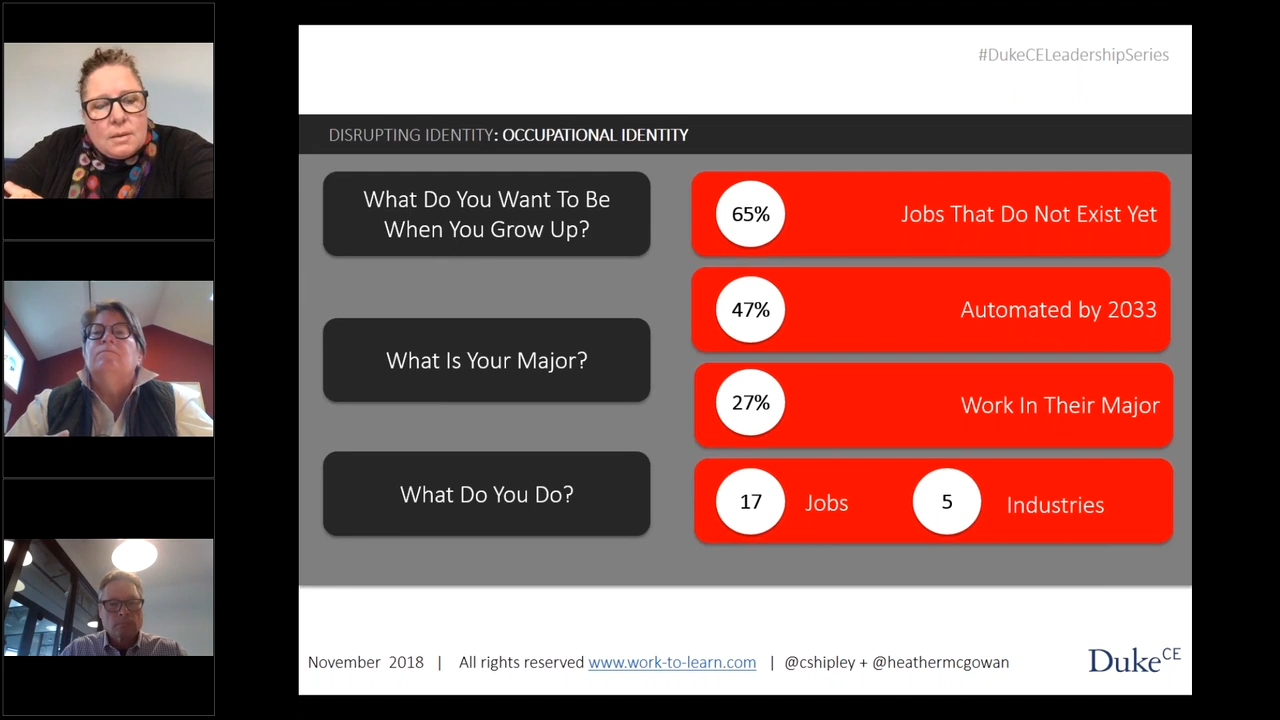 #DukeCELeadershipSeries
DISRUPTING IDENTITY: OCCUPATIONAL IDENTITY
What Do You Want To Be
When You Grow Up?
65% Jobs That Do Not Exist Yet
47% Automated by 2033
What Is Your Major?
27% Work In Their Major
What Do You Do?
17 Jobs 5 Industries
November 2018 | All rights reserved www.work-to-learn.com | @cshipley + @heathermcgowan
Duke CE